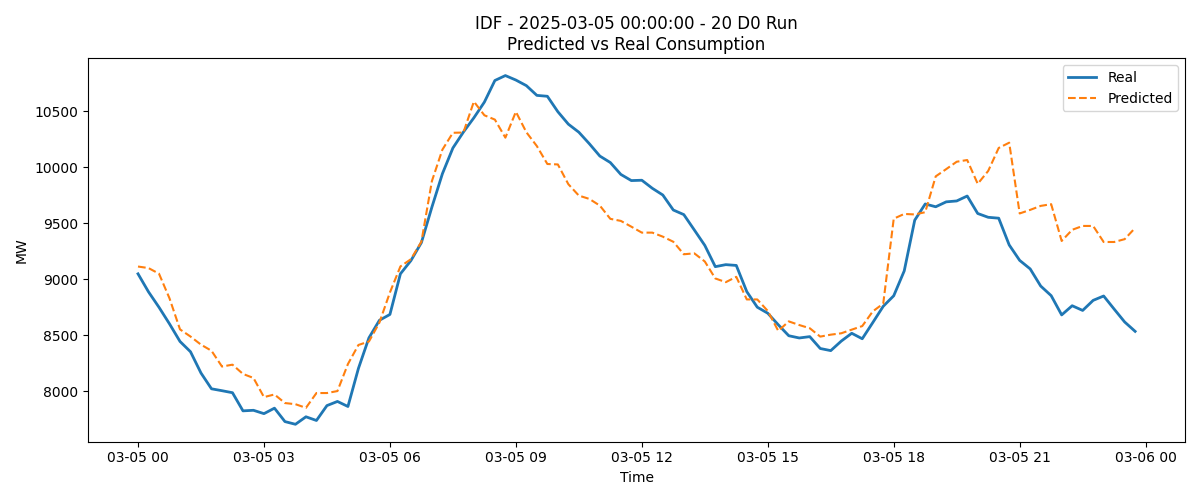 IDF - 2025-03-05 00:00:00 - 20 D0 Run
Predicted vs Real Consumption
Real
Predicted
MW
10500
10000
9500
9000
8500
8000
03-05 00
03-05 03
03-05 06
03-05 09
03-05 12
03-05 15
03-05 18
03-05 21
03-06 00
Time